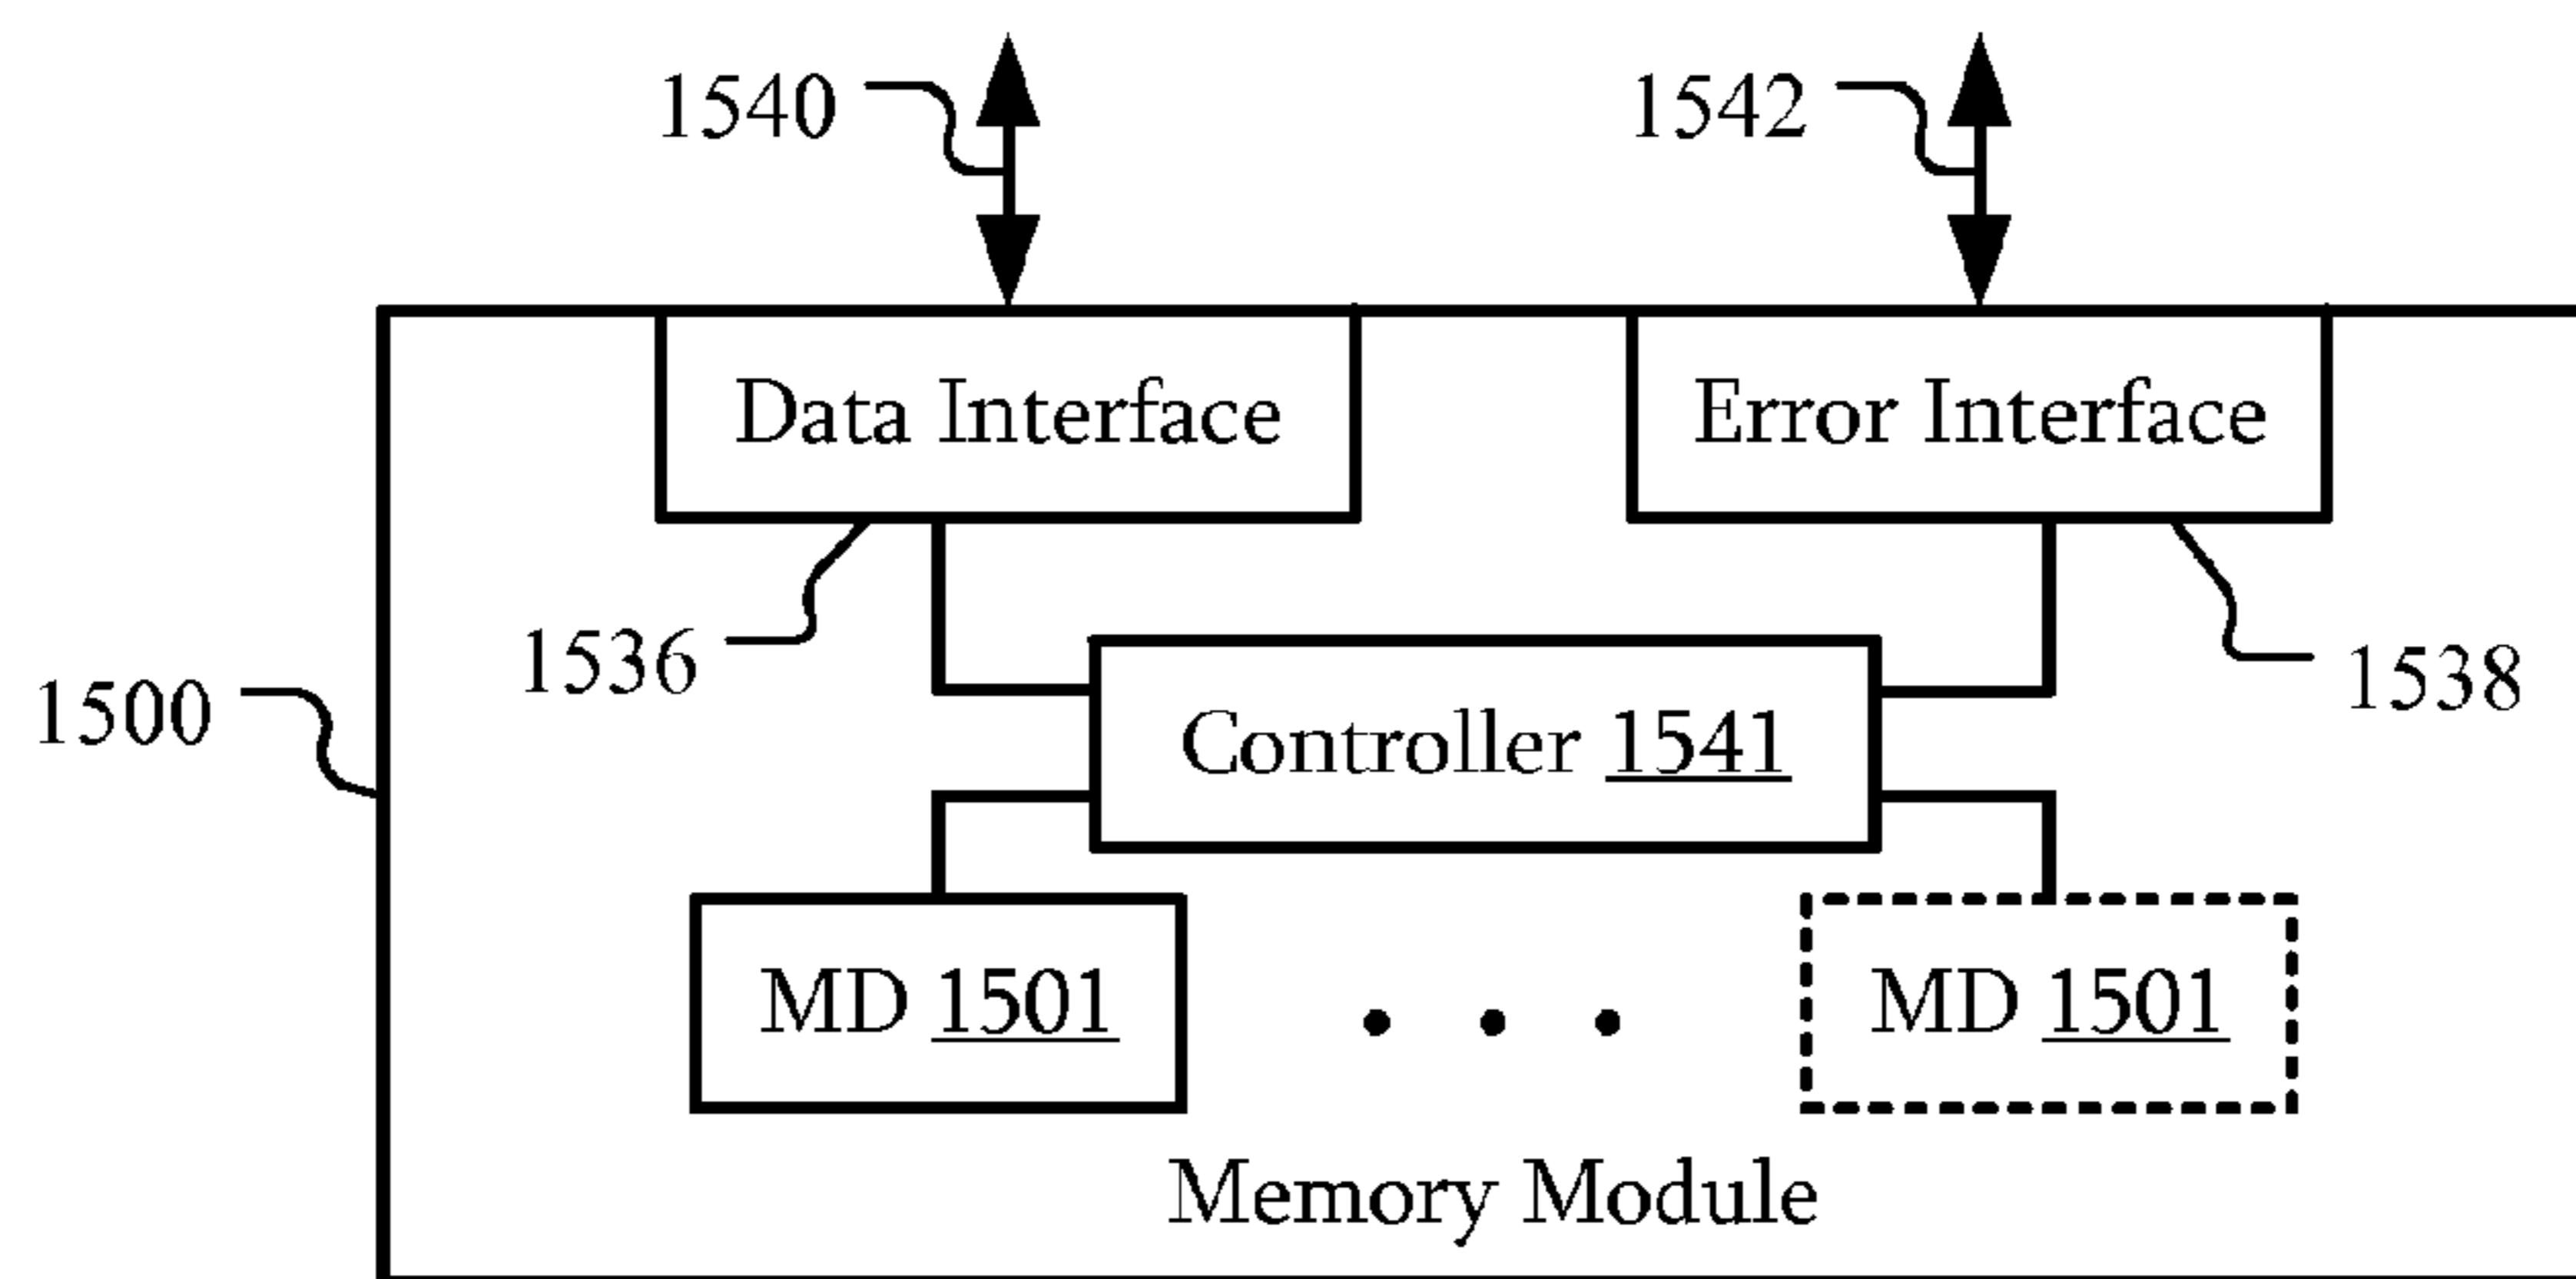 1540
1542
Data Interface
Error Interface
1536
1538
1500
Controller 1541
MD 1501
MD 1501
Memory Module